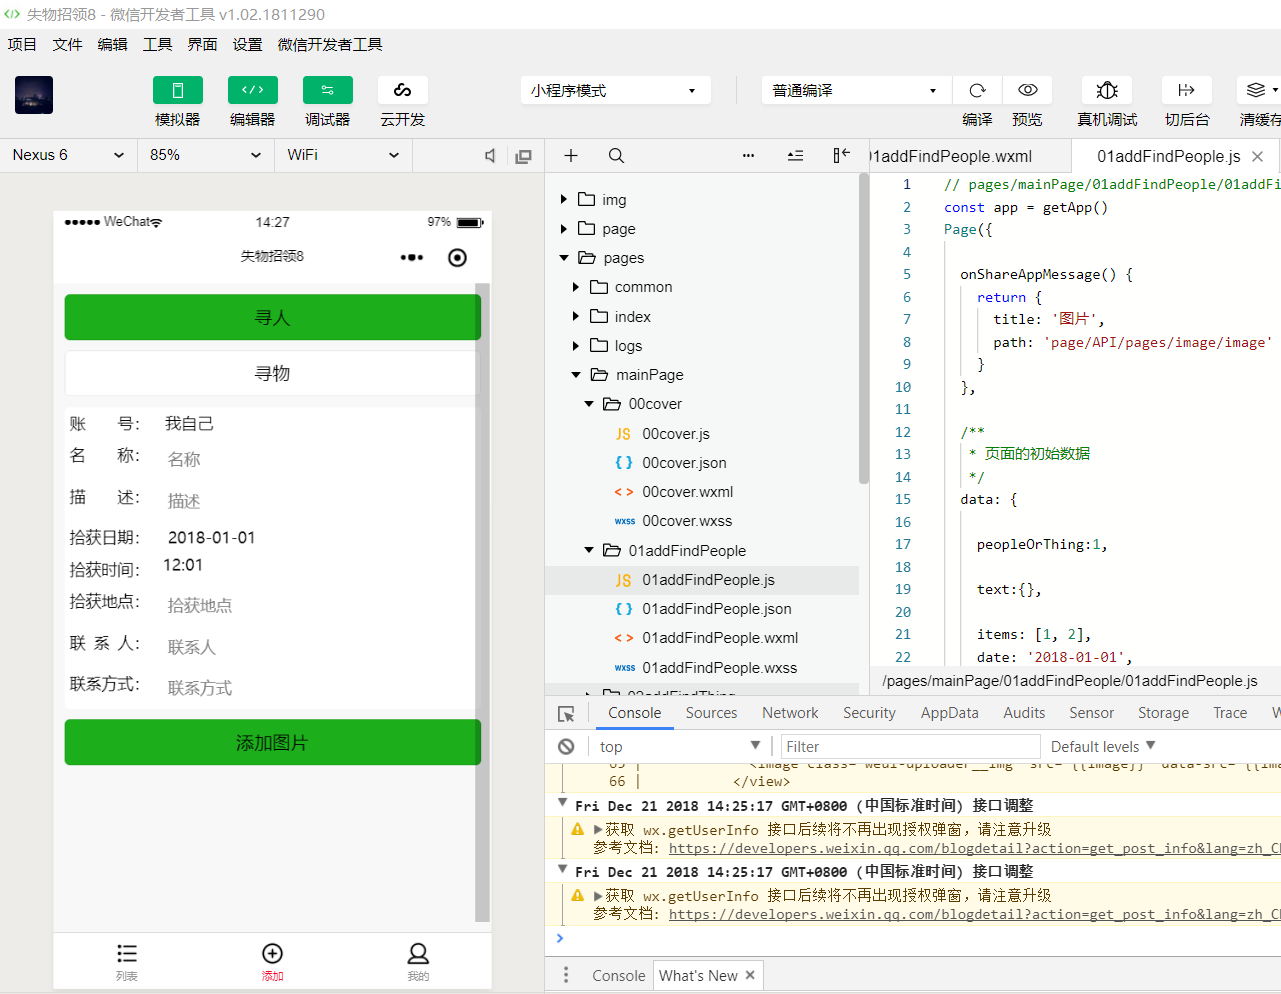 失物招领8 - 微信开发者工具 v1.02.1811290
项目 文件 编辑 工具 界面 设置 微信开发者工具
模拟器 编辑器 调试器 云开发
小程序模式 普通编译
编译 预览 真机调试 切后台 清缓存
Nexus 6 85% WiFi
WeChat 14:27 97%
失物招领8
寻人
寻物
账 号: 我自己
名 称: 名称
描 述: 描述
拾获日期: 2018-01-01
拾获时间: 12:01
拾获地点: 拾获地点
联 系 人: 联系人
联系方式: 联系方式
添加图片
列表 添加 我的
img
page
pages
common
index
logs
mainPage
00cover
JS 00cover.js
{ } 00cover.json
< > 00cover.wxml
wxss 00cover.wxss
01addFindPeople
JS 01addFindPeople.js
{ } 01addFindPeople.json
< > 01addFindPeople.wxml
wxss 01addFindPeople.wxss
02addFindThing
01addFindPeople.wxml 01addFindPeople.js
1 // pages/mainPage/01addFindPeople/01addFi
2 const app = getApp()
3 Page({
4
5 onShareAppMessage() {
6 return {
7 title: '图片',
8 path: 'page/API/pages/image/image'
9 }
10 },
11
12 /**
13 * 页面的初始数据
14 */
15 data: {
16
17 peopleOrThing:1,
18
19 text:{},
20
21 items: [1, 2],
22 date: '2018-01-01',
/pages/mainPage/01addFindPeople/01addFindPeople.js
Console Sources Network Security AppData Audits Sensor Storage Trace W
top Filter Default levels
65 | <image class="weui-uploader__img" src="{{image}}" data-src="{{ima
66 | </view>
Fri Dec 21 2018 14:25:17 GMT+0800 (中国标准时间) 接口调整
获取 wx.getUserInfo 接口后续将不再出现授权弹窗，请注意升级
参考文档: https://developers.weixin.qq.com/blogdetail?action=get_post_info&lang=zh_C
Fri Dec 21 2018 14:25:17 GMT+0800 (中国标准时间) 接口调整
获取 wx.getUserInfo 接口后续将不再出现授权弹窗，请注意升级
参考文档: https://developers.weixin.qq.com/blogdetail?action=get_post_info&lang=zh_C
Console What's New